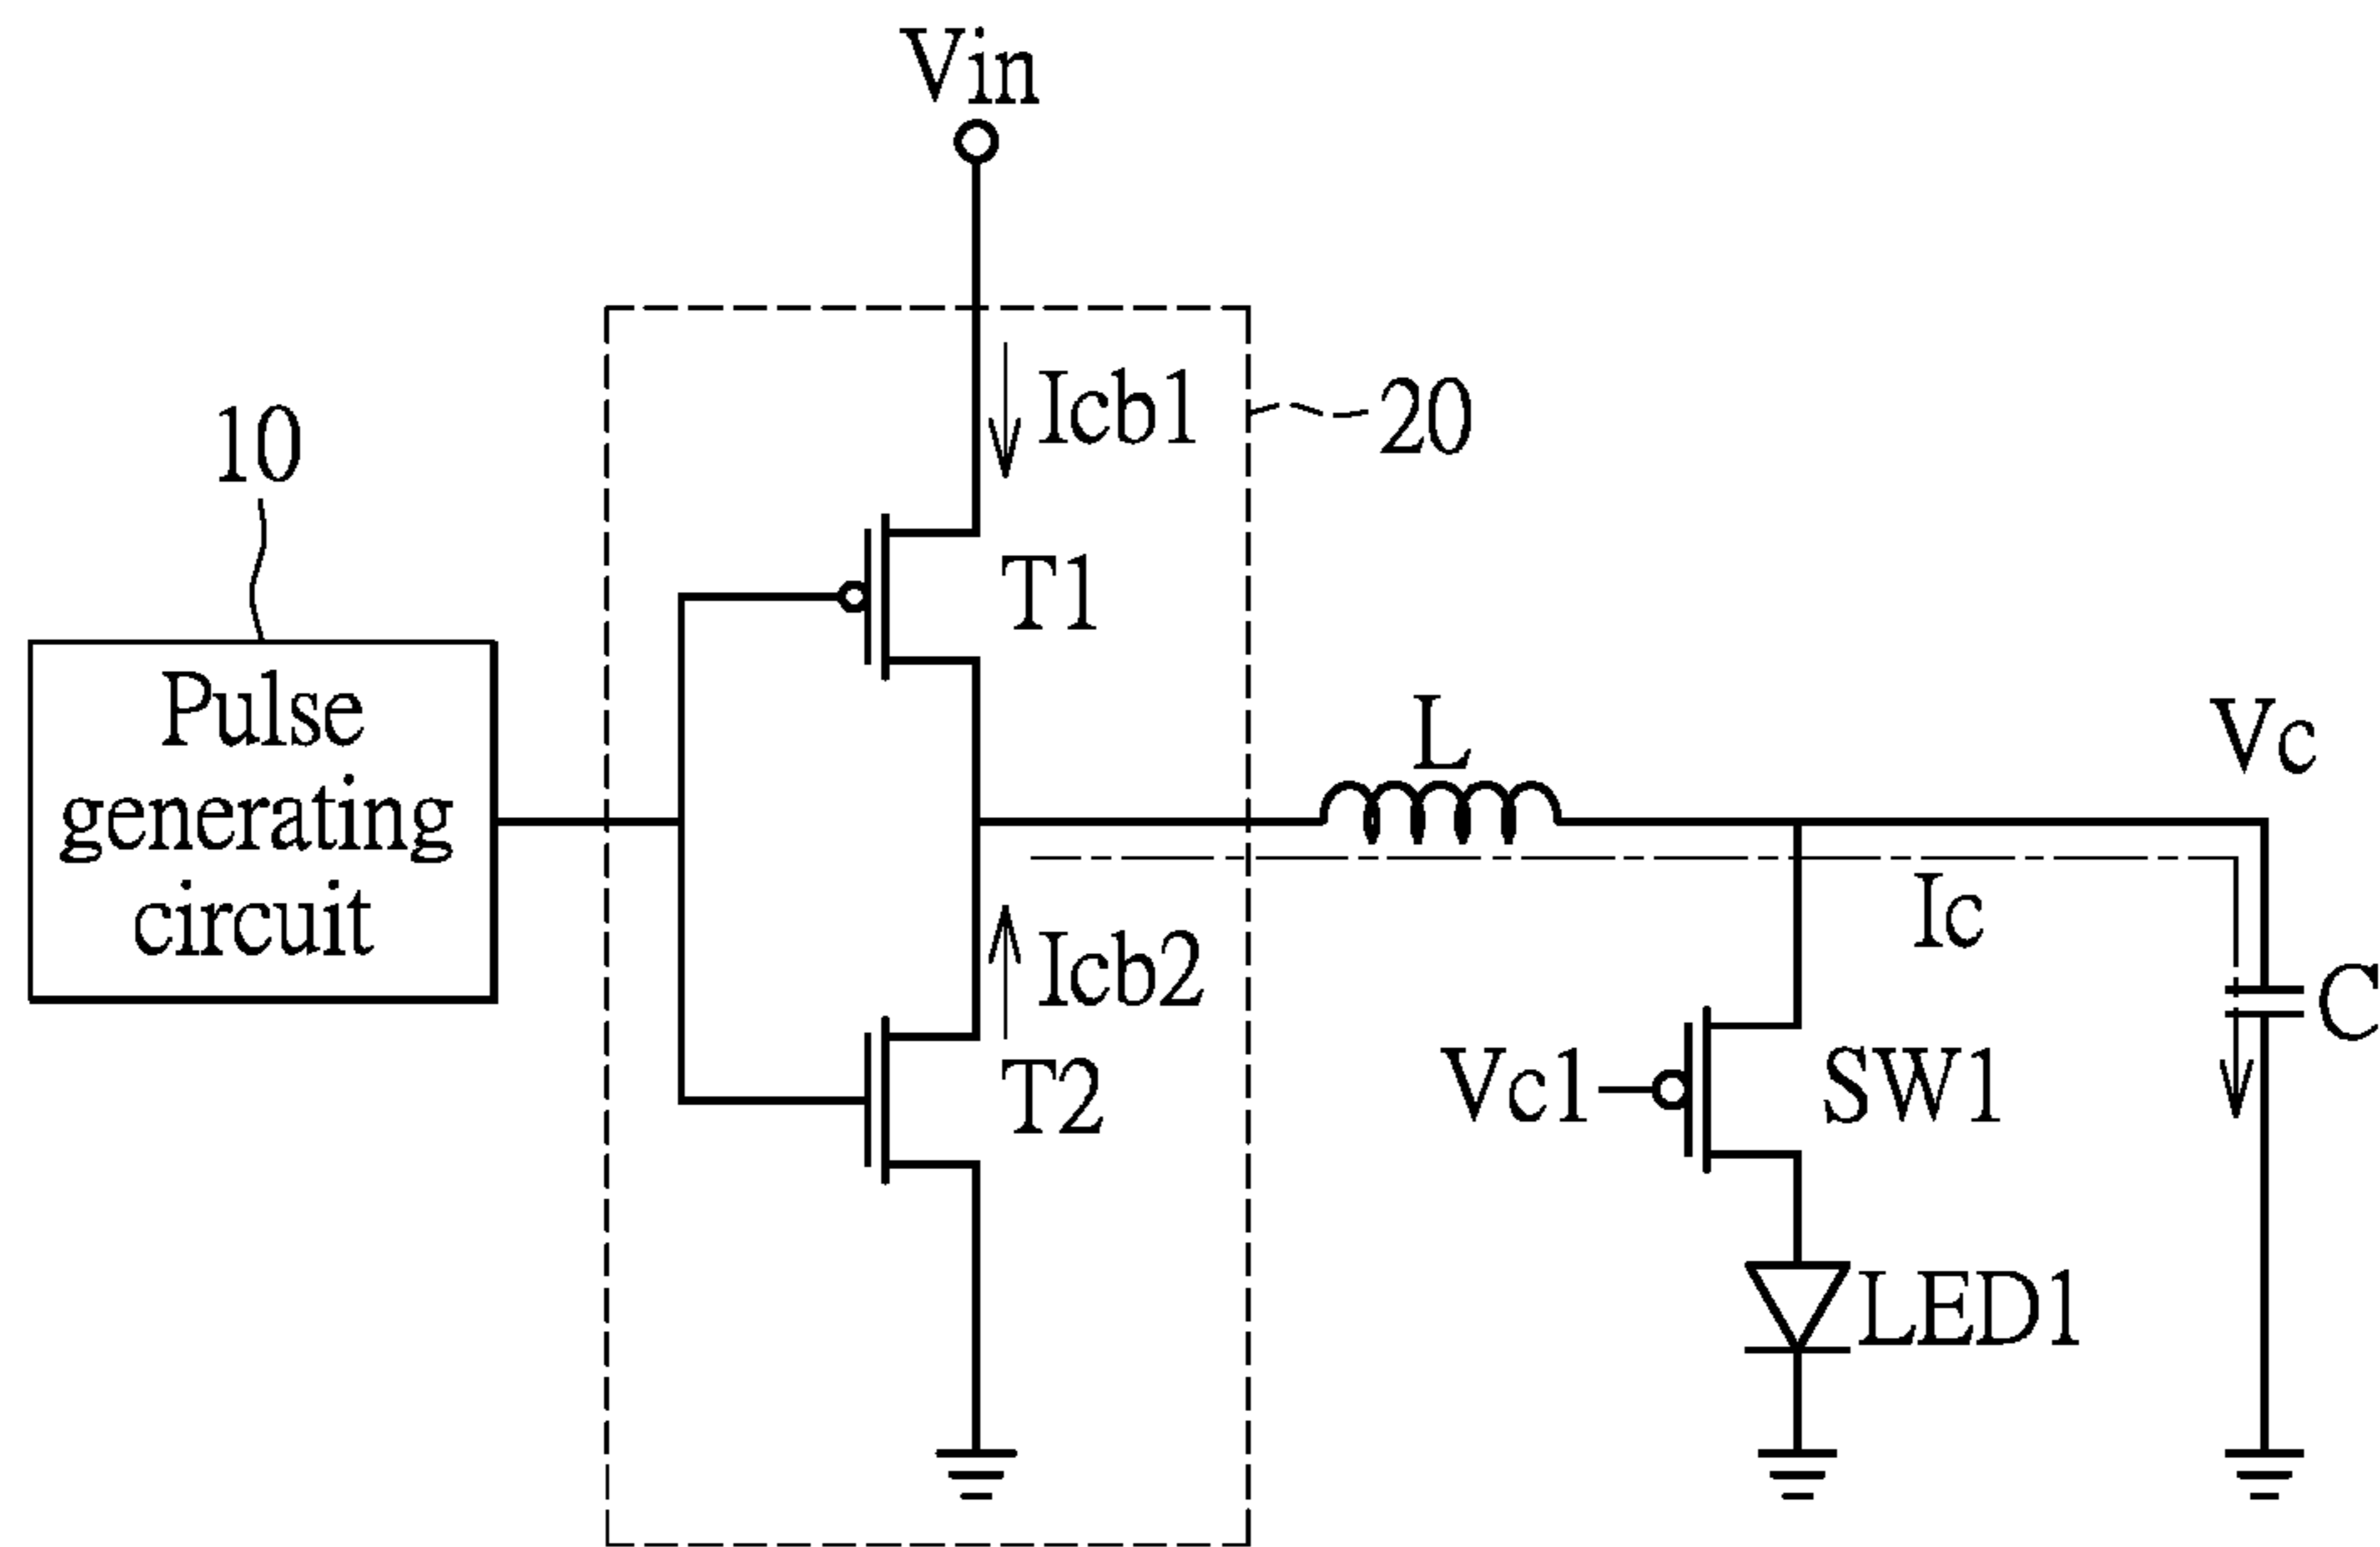 Vin
Icb1
20
10
T1
Pulse
generating
circuit
L
Vc
Ic
Icb2
C
T2
Vc1
SW1
LED1